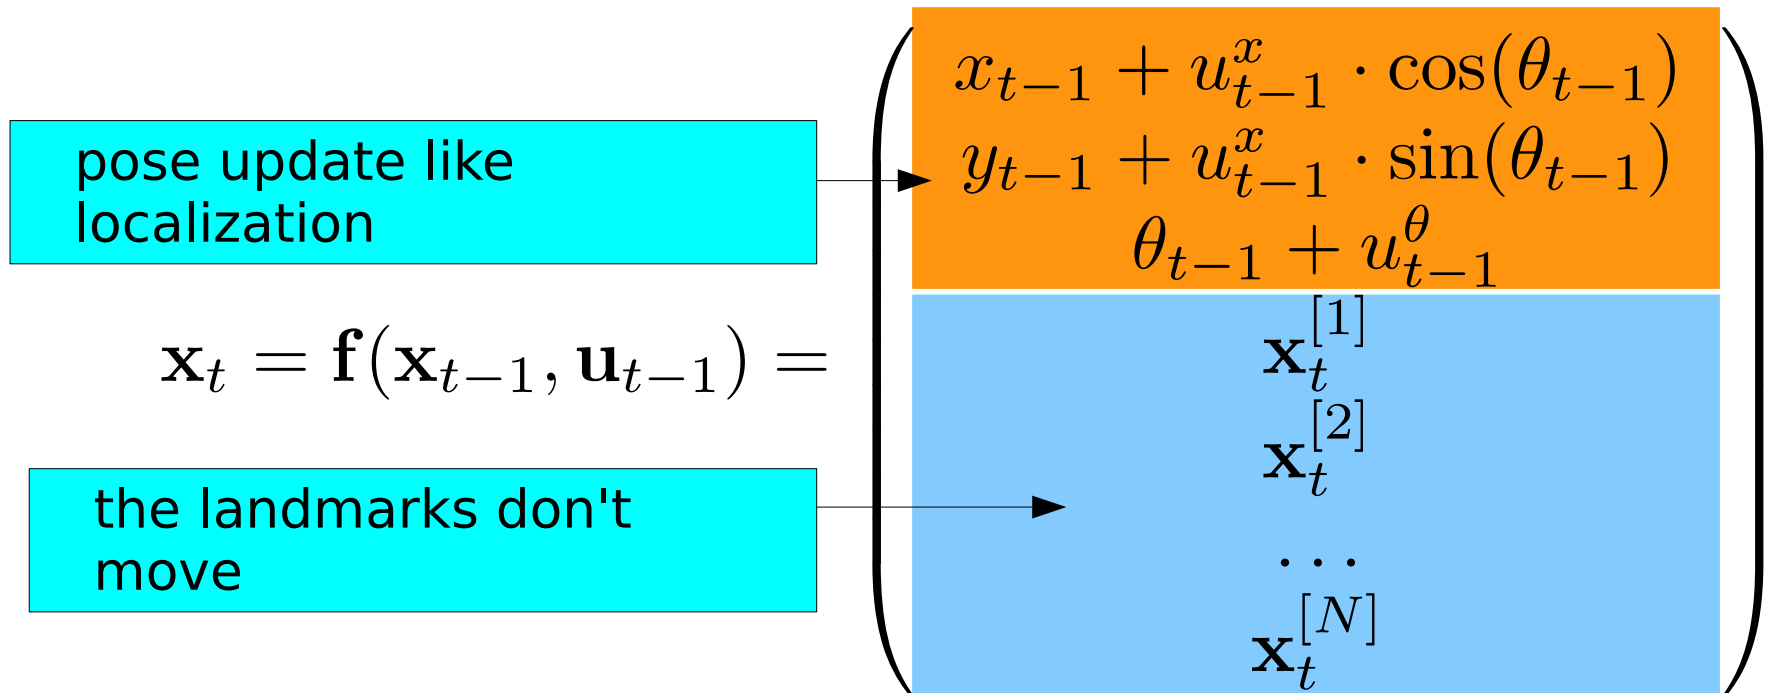 pose update like
localization
x_{t-1} + u^x_{t-1} · cos(θ_{t-1})
y_{t-1} + u^x_{t-1} · sin(θ_{t-1})
θ_{t-1} + u^θ_{t-1}
𝐱_t = 𝐟(𝐱_{t-1}, 𝐮_{t-1}) =
the landmarks don't
move
𝐱_t^{[1]}
𝐱_t^{[2]}
...
𝐱_t^{[N]}